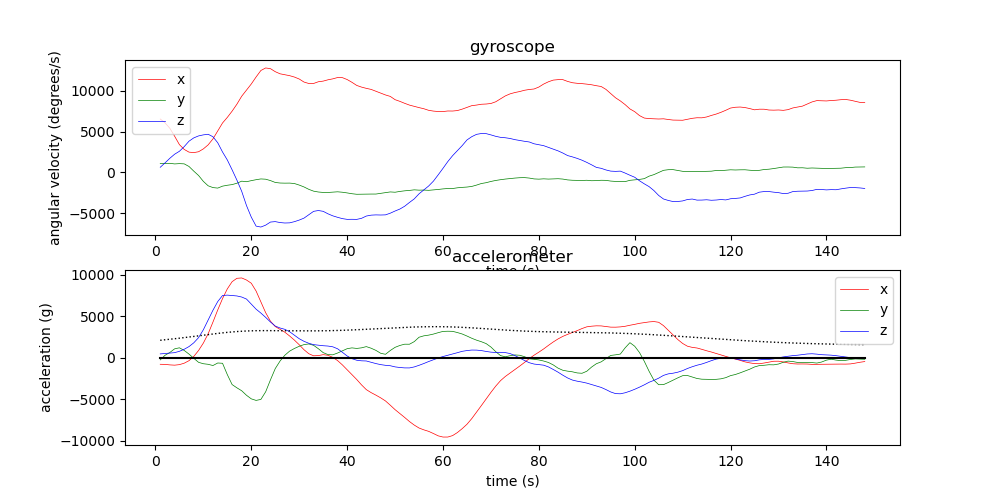 gyroscope
angular velocity (degrees/s)
10000
5000
0
−5000
x
y
z
0 20 40 60 80 100 120 140
time (s)
accelerometer
acceleration (g)
10000
5000
0
−5000
−10000
x
y
z
0 20 40 60 80 100 120 140
time (s)